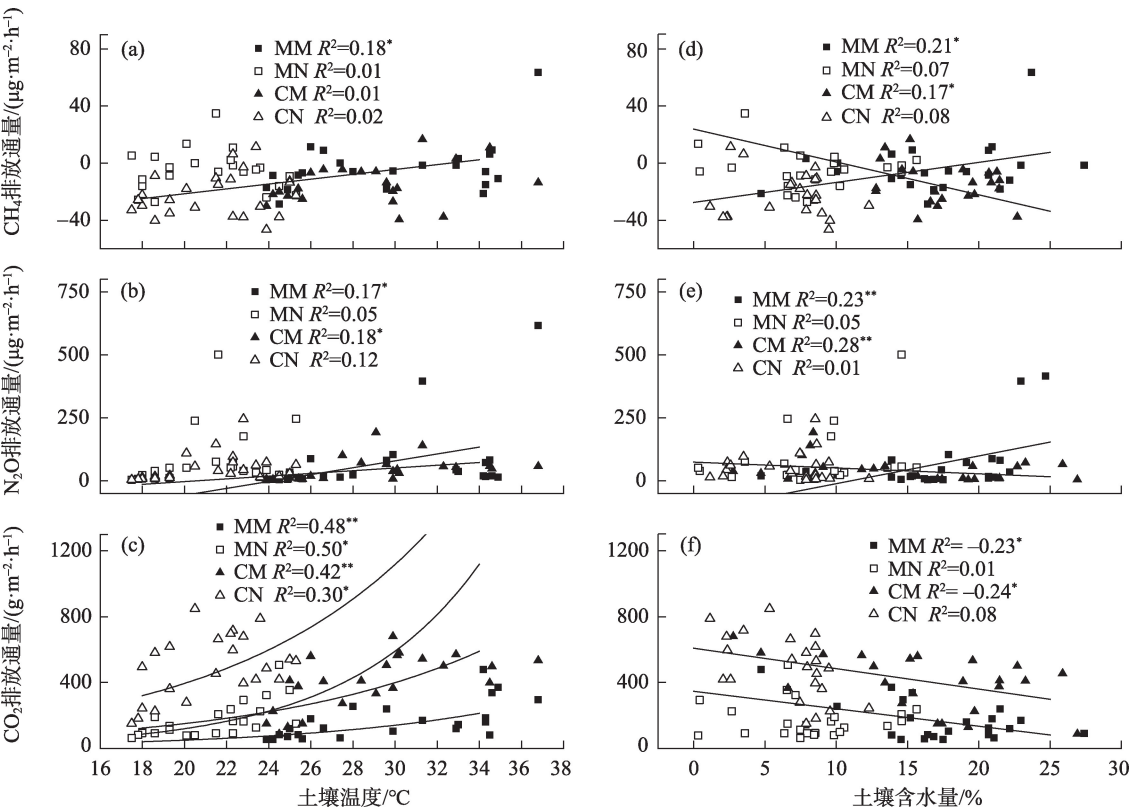 CH₄排放通量/(μg·m⁻²·h⁻¹)
(a)
MM R²=0.18*
MN R²=0.01
CM R²=0.01
CN R²=0.02
80
40
0
−40
(d)
MM R²=0.21*
MN R²=0.07
CM R²=0.17*
CN R²=0.08
80
40
0
−40
N₂O排放通量/(μg·m⁻²·h⁻¹)
(b)
MM R²=0.17*
MN R²=0.05
CM R²=0.18*
CN R²=0.12
750
500
250
0
(e)
MM R²=0.23**
MN R²=0.05
CM R²=0.28**
CN R²=0.01
750
500
250
0
CO₂排放通量/(g·m⁻²·h⁻¹)
(c)
MM R²=0.48**
MN R²=0.50*
CM R²=0.42**
CN R²=0.30*
1200
800
400
0
16 18 20 22 24 26 28 30 32 34 36 38
土壤温度/℃
(f)
MM R²= −0.23*
MN R²=0.01
CM R²= −0.24*
CN R²=0.08
1200
800
400
0
0 5 10 15 20 25 30
土壤含水量/%